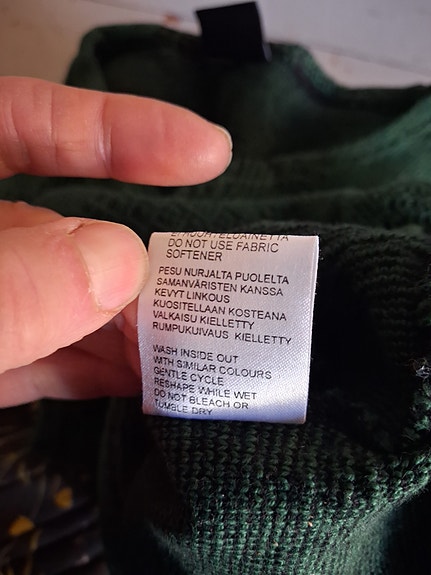 DO NOT USE FABRIC
SOFTENER
PESU NURJALTA PUOLELTA
SAMANVÄRISTEN KANSSA
KEVYT LINKOUS
KUOSITELLAAN KOSTEANA
VALKAISU KIELLETTY
RUMPUKUIVAUS KIELLETTY
WASH INSIDE OUT
WITH SIMILAR COLOURS
GENTLE CYCLE
RESHAPE WHILE WET
DO NOT BLEACH OR
TUMBLE DRY